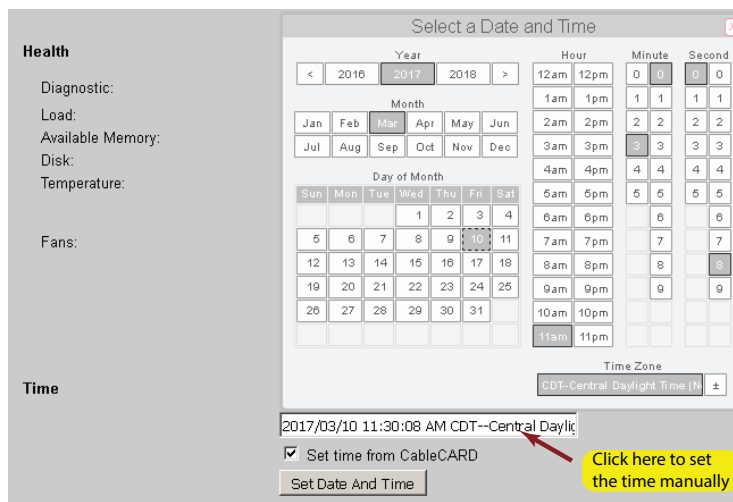 Select a Date and Time
Health
Diagnostic:
Load:
Available Memory:
Disk:
Temperature:
Fans:
Time
Year
< 2016 2017 2018 >
Month
Jan Feb Mar Apr May Jun
Jul Aug Sep Oct Nov Dec
Day of Month
Sun Mon Tue Wed Thu Fri Sat
1 2 3 4
5 6 7 8 9 10 11
12 13 14 15 16 17 18
19 20 21 22 23 24 25
26 27 28 29 30 31
Hour Minute Second
12am 12pm 0 0 0 0
1am 1pm 1 1 1 1
2am 2pm 2 2 2 2
3am 3pm 3 3 3 3
4am 4pm 4 4 4 4
5am 5pm 5 5 5 5
6am 6pm 6 6
7am 7pm 7 7
8am 8pm 8 8
9am 9pm 9 9
10am 10pm
11am 11pm
Time Zone
CDT--Central Daylight Time (N ±
2017/03/10 11:30:08 AM CDT--Central Daylig
Set time from CableCARD
Set Date And Time
Click here to set
the time manually